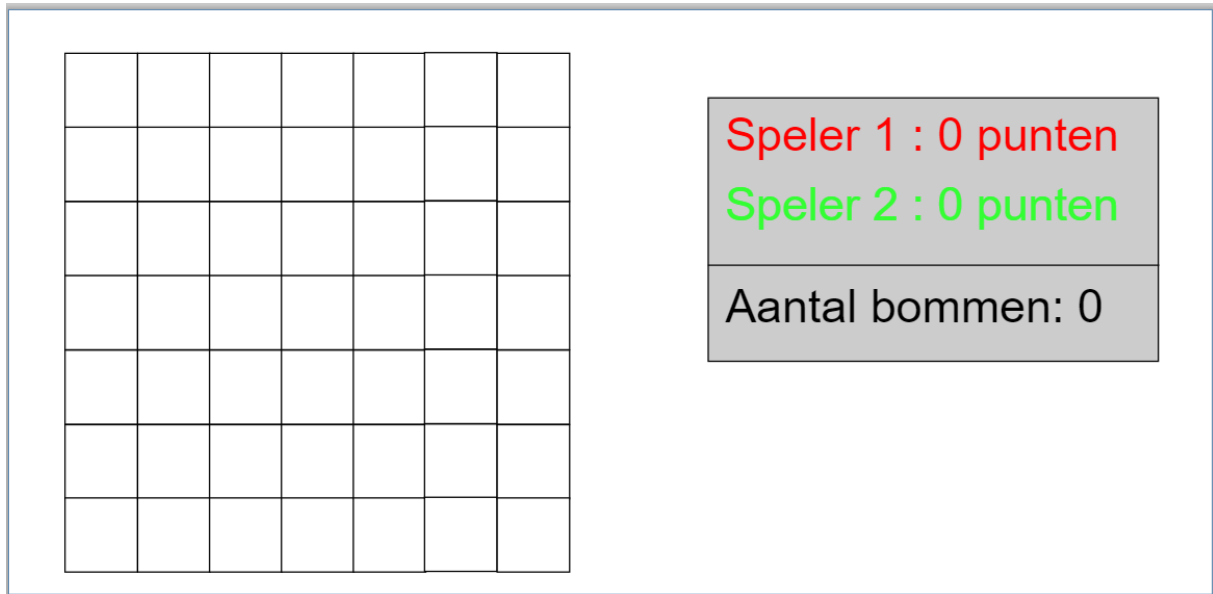 Speler 1 : 0 punten
Speler 2 : 0 punten
Aantal bommen: 0